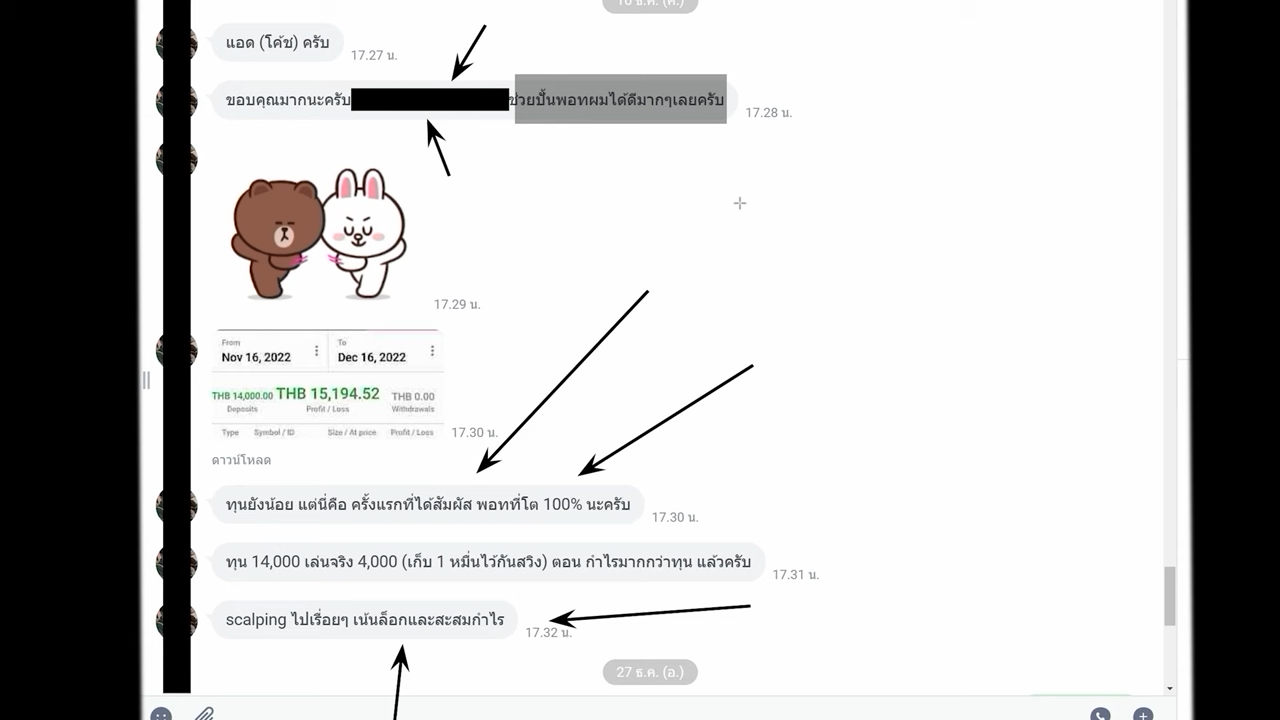 แอด (โค้ช) ครับ
17.27 น.
ขอบคุณมากนะครับ ช่วยปั้นพอทผมได้ดีมากๆเลยครับ
17.28 น.
17.29 น.
From To
Nov 16, 2022 Dec 16, 2022
THB 14,000.00 THB 15,194.52 THB 0.00
Deposits Profit / Loss Withdrawals
Type Symbol / ID Size / At price Profit / Loss
17.30 น.
ดาวน์โหลด
ทุนยังน้อย แต่นี่คือ ครั้งแรกที่ได้สัมผัส พอทที่โต 100% นะครับ
17.30 น.
ทุน 14,000 เล่นจริง 4,000 (เก็บ 1 หมื่นไว้กันสวิง) ตอน กำไรมากกว่าทุน แล้วครับ
17.31 น.
scalping ไปเรื่อยๆ เน้นล็อกและสะสมกำไร
17.32 น.
27 ธ.ค. (อ.)